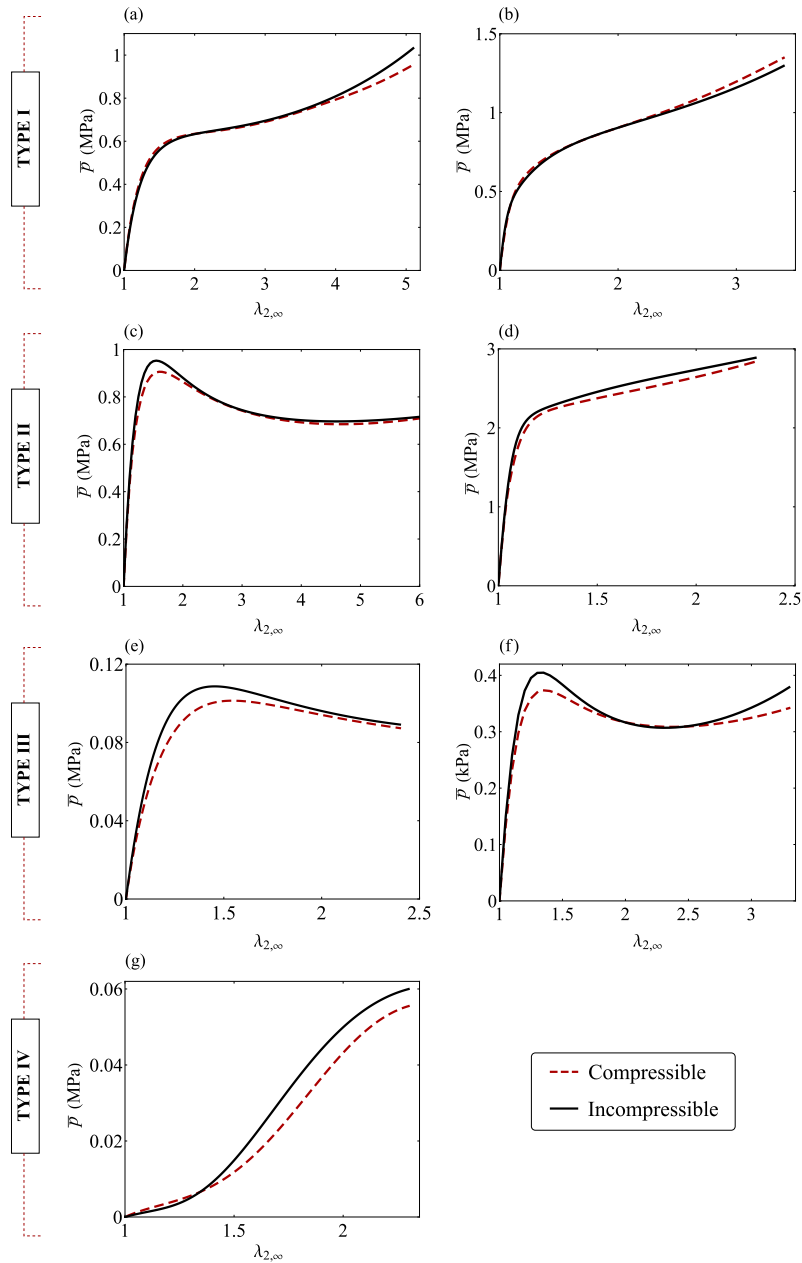 TYPE I
(a)
p̅ (MPa)
1
0.8
0.6
0.4
0.2
0
1 2 3 4 5
λ2,∞
(b)
p̅ (MPa)
1.5
1
0.5
0
1 2 3
λ2,∞
TYPE II
(c)
p̅ (MPa)
1
0.8
0.6
0.4
0.2
0
1 2 3 4 5 6
λ2,∞
(d)
p̅ (MPa)
3
2
1
0
1 1.5 2 2.5
λ2,∞
TYPE III
(e)
p̅ (MPa)
0.12
0.08
0.04
0
1 1.5 2 2.5
λ2,∞
(f)
p̅ (kPa)
0.4
0.3
0.2
0.1
0
1 1.5 2 2.5 3
λ2,∞
TYPE IV
(g)
p̅ (MPa)
0.06
0.04
0.02
0
1 1.5 2
λ2,∞
Compressible
Incompressible